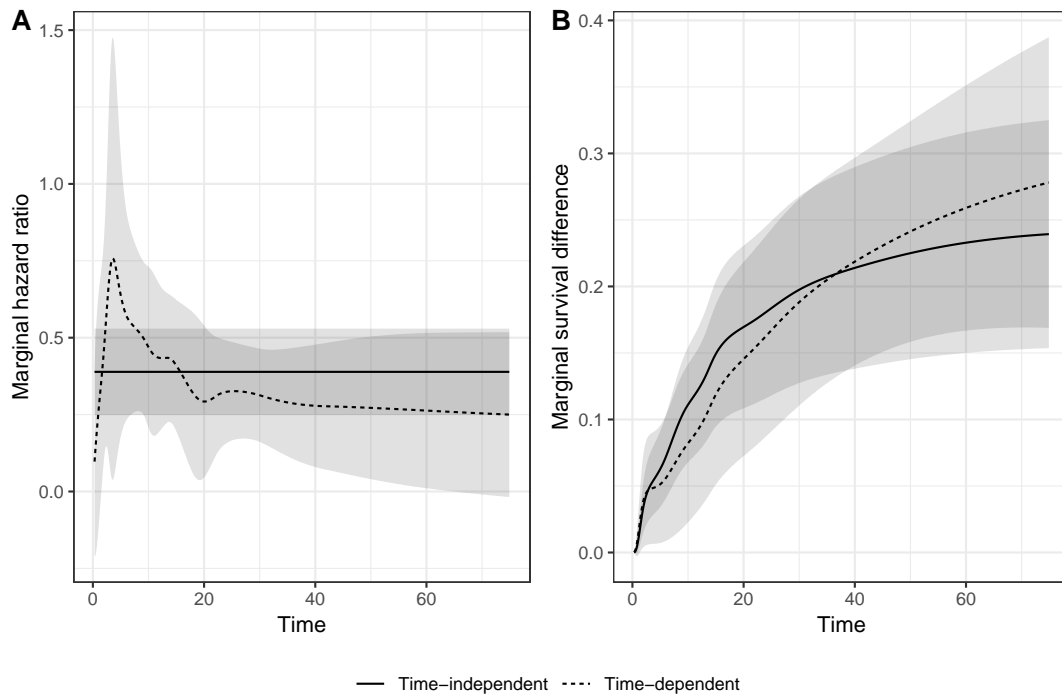 A
Marginal hazard ratio
1.5
1.0
0.5
0.0
0
20
40
60
Time
B
Marginal survival difference
0.4
0.3
0.2
0.1
0.0
0
20
40
60
Time
Time−independent
Time−dependent